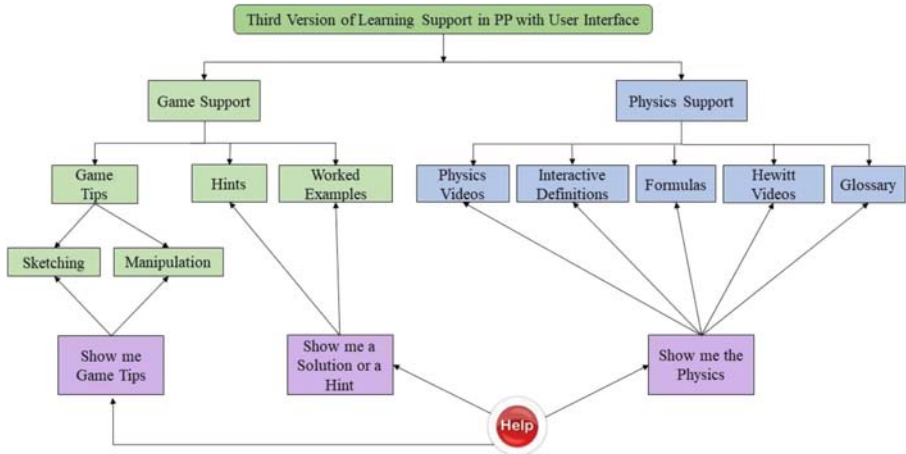 Third Version of Learning Support in PP with User Interface
Game Support
Physics Support
Game
Tips
Hints
Worked
Examples
Physics
Videos
Interactive
Definitions
Formulas
Hewitt
Videos
Glossary
Sketching
Manipulation
Show me
Game Tips
Show me a
Solution or a
Hint
Show me the
Physics
Help